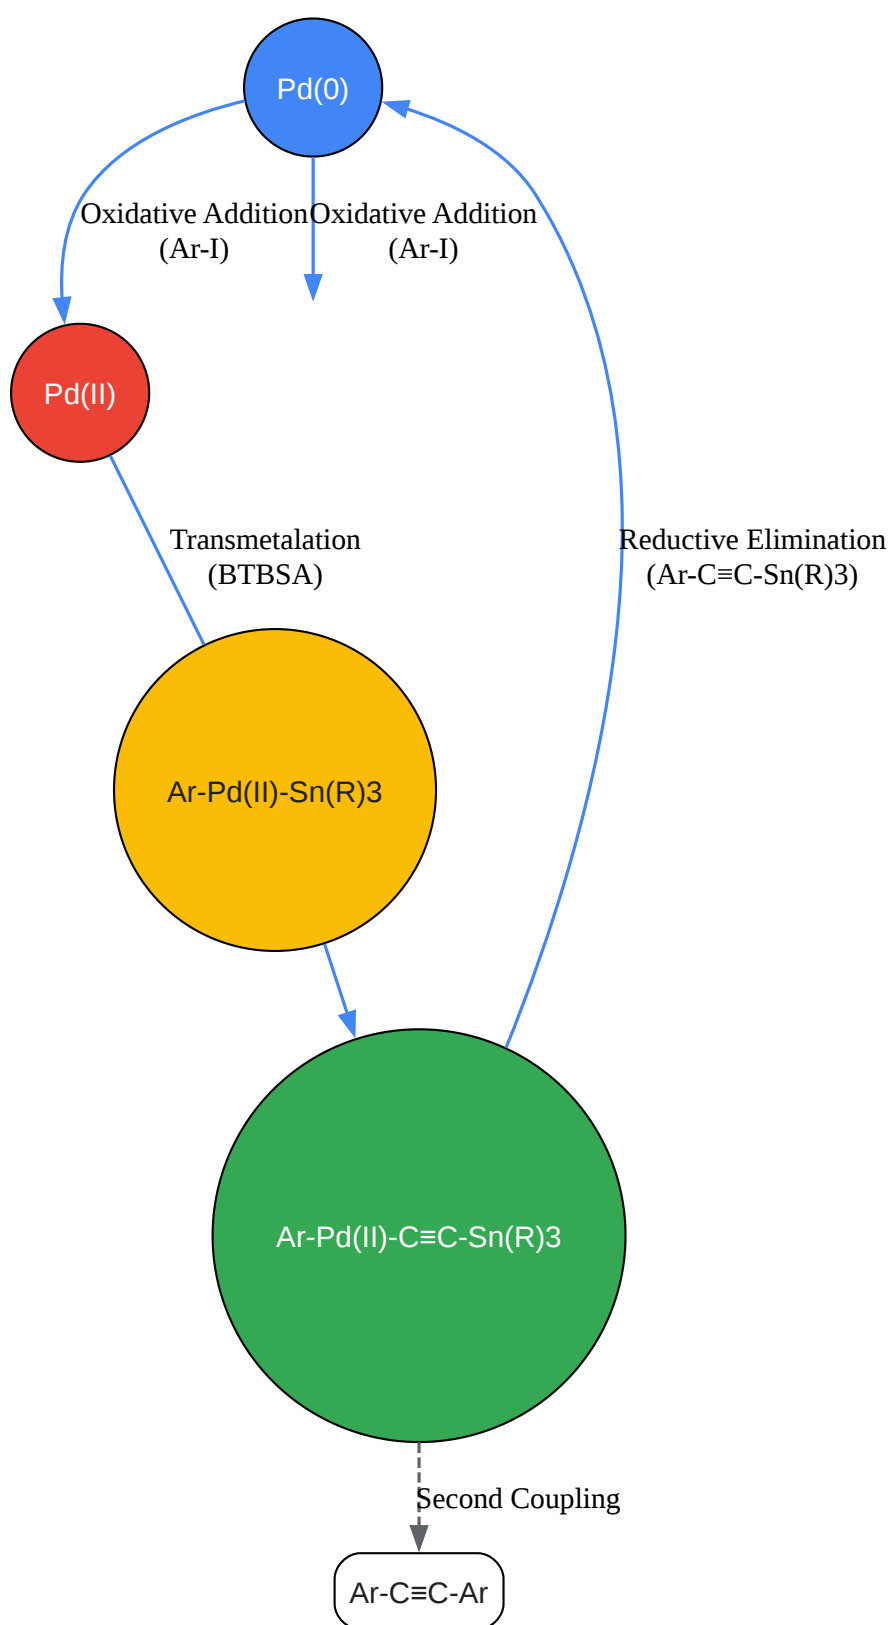 Pd(0)
Oxidative Addition
(Ar-I)
Oxidative Addition
(Ar-I)
Pd(II)
Transmetalation
(BTBSA)
Reductive Elimination
(Ar-C≡C-Sn(R)3)
Ar-Pd(II)-Sn(R)3
Ar-Pd(II)-C≡C-Sn(R)3
Second Coupling
Ar-C≡C-Ar